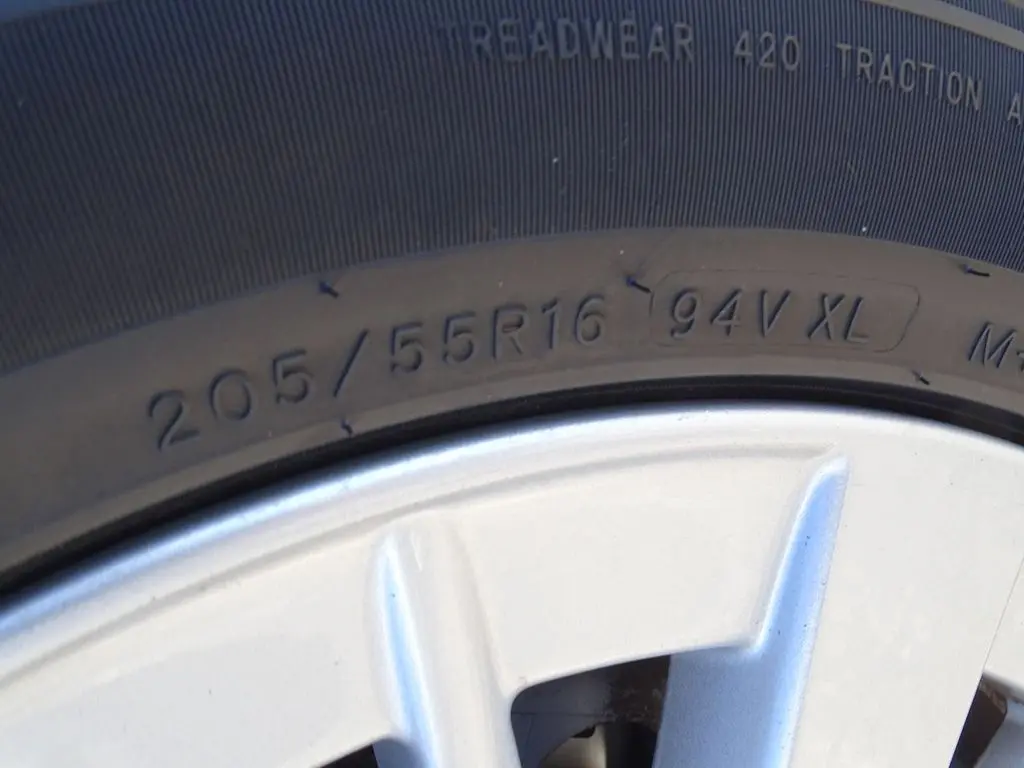 TREADWEAR 420 TRACTION A
205/55R16 94V XL M+